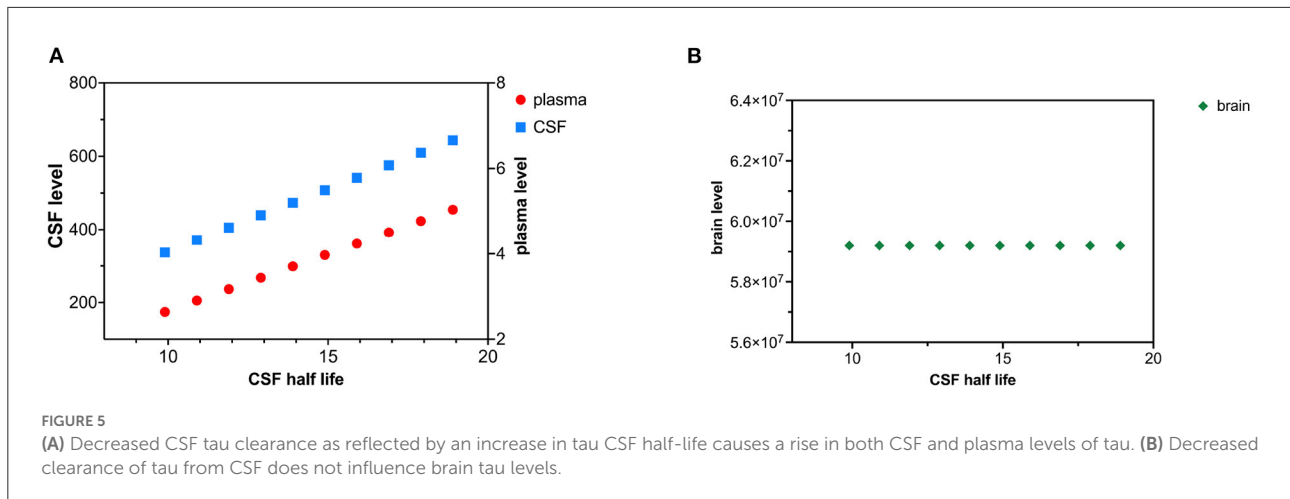 A
800
600
400
200
CSF level
8
6
4
2
plasma level
10
15
20
CSF half life
plasma
CSF
B
6.4×10⁷
6.2×10⁷
6.0×10⁷
5.8×10⁷
5.6×10⁷
brain level
10
15
20
CSF half life
brain
FIGURE 5
(A) Decreased CSF tau clearance as reflected by an increase in tau CSF half-life causes a rise in both CSF and plasma levels of tau. (B) Decreased
clearance of tau from CSF does not influence brain tau levels.